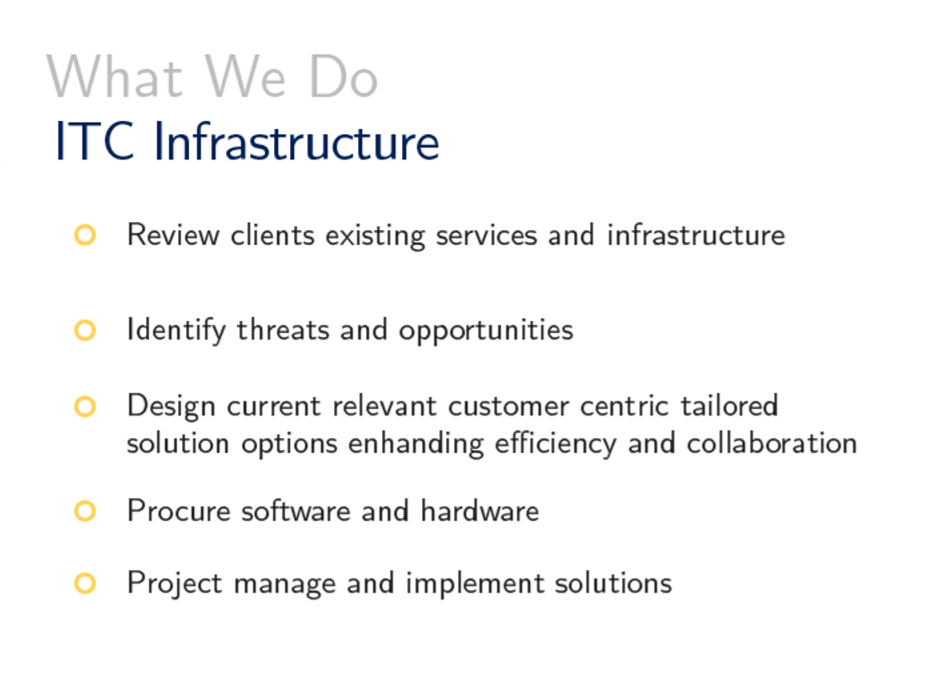 What We Do
ITC Infrastructure
Review clients existing services and infrastructure
Identify threats and opportunities
Design current relevant customer centric tailored
solution options enhanding efficiency and collaboration
Procure software and hardware
Project manage and implement solutions